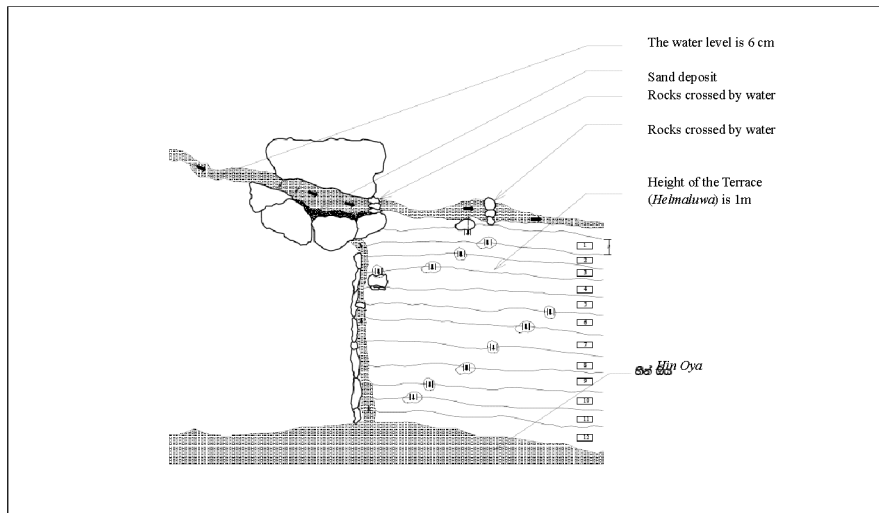 The water level is 6 cm
Sand deposit
Rocks crossed by water
Rocks crossed by water
Height of the Terrace
(Helmaluwa) is 1m
1
2
3
4
5
6
7
8
9
10
11
හීන් ඔය Hin Oya